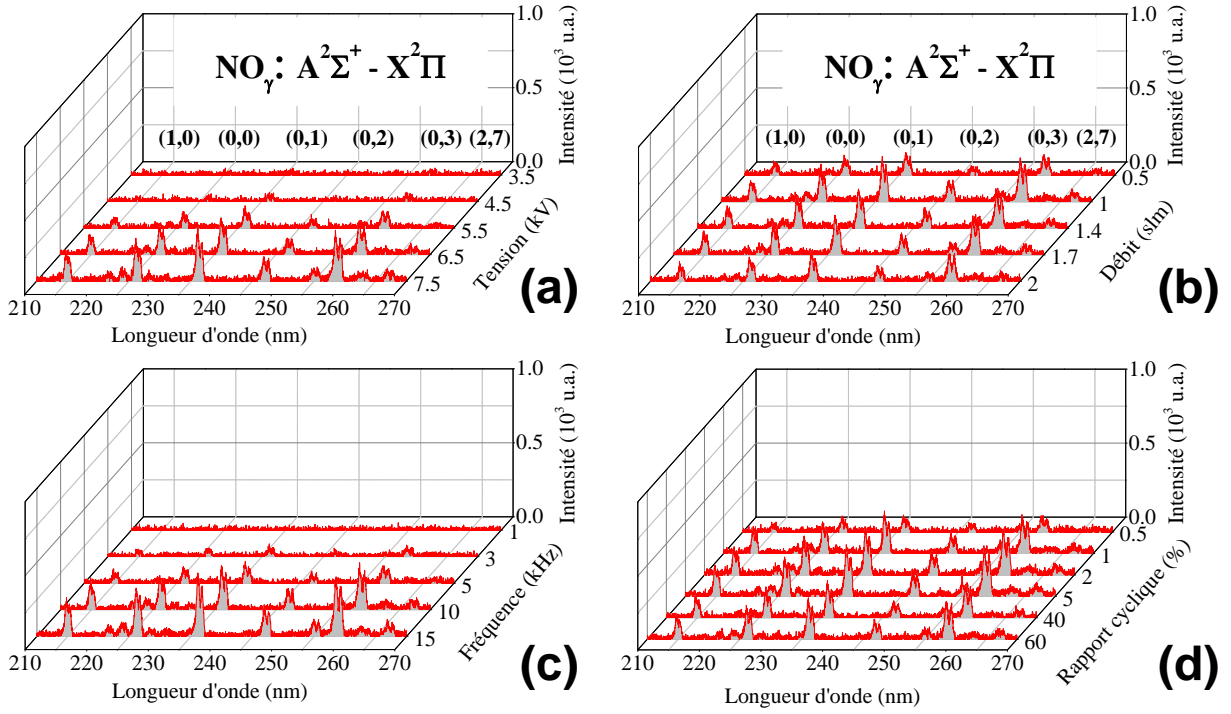 NOγ: A²Σ⁺ - X²Π
(1,0) (0,0) (0,1) (0,2) (0,3) (2,7)
1.0
0.5
0.0
Intensité (10³ u.a.)
3.5
4.5
5.5
6.5
7.5
Tension (kV)
210 220 230 240 250 260 270
Longueur d'onde (nm)
(a)
NOγ: A²Σ⁺ - X²Π
(1,0) (0,0) (0,1) (0,2) (0,3) (2,7)
1.0
0.5
0.0
Intensité (10³ u.a.)
0.5
1
1.4
1.7
2
Débit (slm)
210 220 230 240 250 260 270
Longueur d'onde (nm)
(b)
1.0
0.5
0.0
Intensité (10³ u.a.)
1
3
5
10
15
Fréquence (kHz)
210 220 230 240 250 260 270
Longueur d'onde (nm)
(c)
1.0
0.5
0.0
Intensité (10³ u.a.)
0.5
1
2
5
40
60
Rapport cyclique (%)
210 220 230 240 250 260 270
Longueur d'onde (nm)
(d)